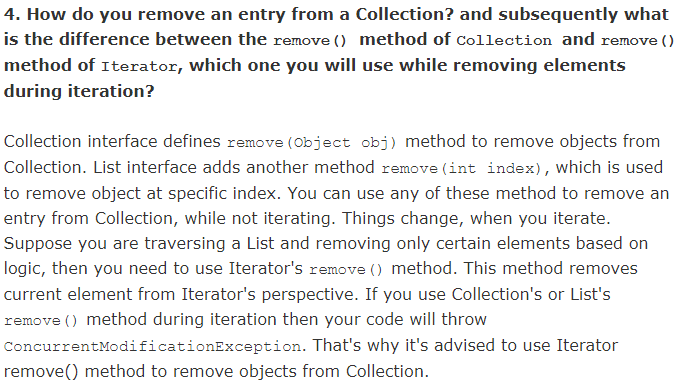 4. How do you remove an entry from a Collection? and subsequently what
is the difference between the remove() method of Collection and remove()
method of Iterator, which one you will use while removing elements
during iteration?
Collection interface defines remove(Object obj) method to remove objects from
Collection. List interface adds another method remove(int index), which is used
to remove object at specific index. You can use any of these method to remove an
entry from Collection, while not iterating. Things change, when you iterate.
Suppose you are traversing a List and removing only certain elements based on
logic, then you need to use Iterator's remove() method. This method removes
current element from Iterator's perspective. If you use Collection's or List's
remove() method during iteration then your code will throw
ConcurrentModificationException. That's why it's advised to use Iterator
remove() method to remove objects from Collection.